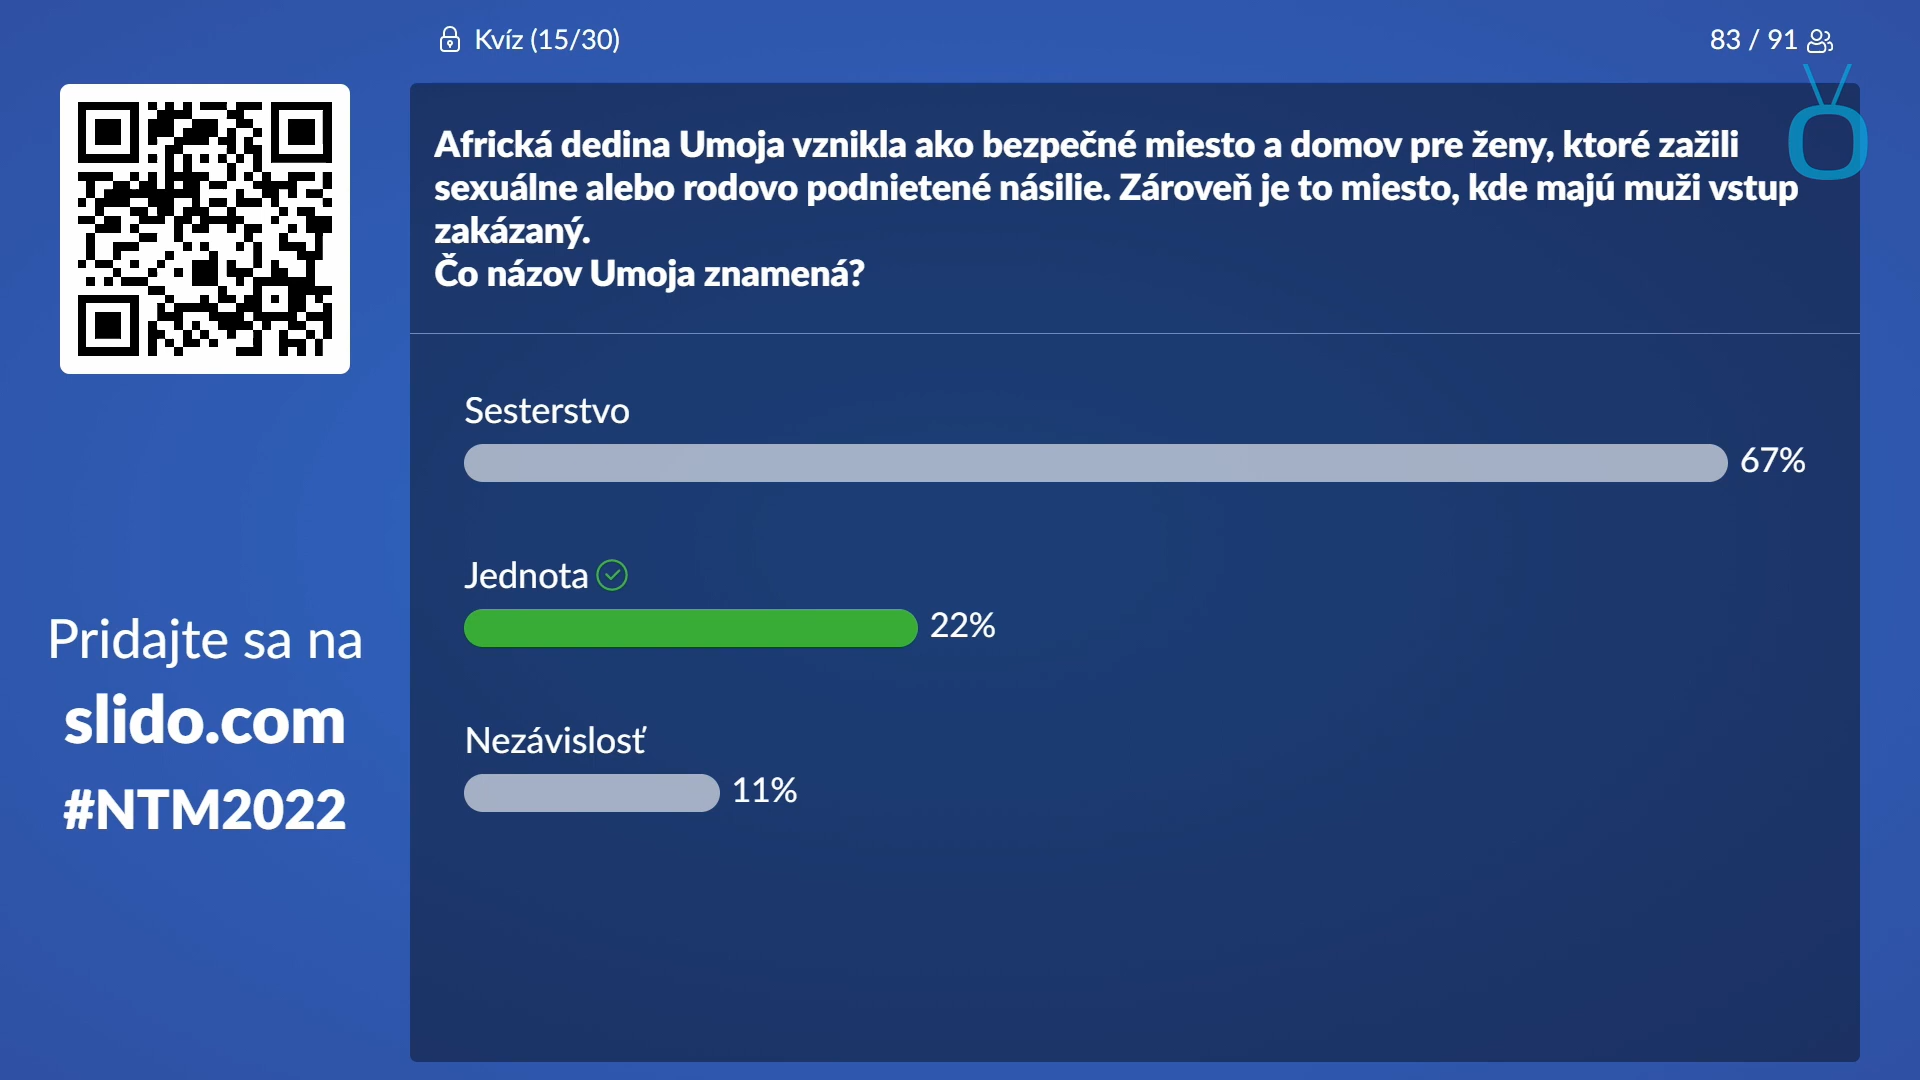 Kvíz (15/30)
83 / 91
Africká dedina Umoja vznikla ako bezpečné miesto a domov pre ženy, ktoré zažili
sexuálne alebo rodovo podnietené násilie. Zároveň je to miesto, kde majú muži vstup
zakázaný.
Čo názov Umoja znamená?
Sesterstvo
67%
Jednota
22%
Nezávislosť
11%
Pridajte sa na
slido.com
#NTM2022